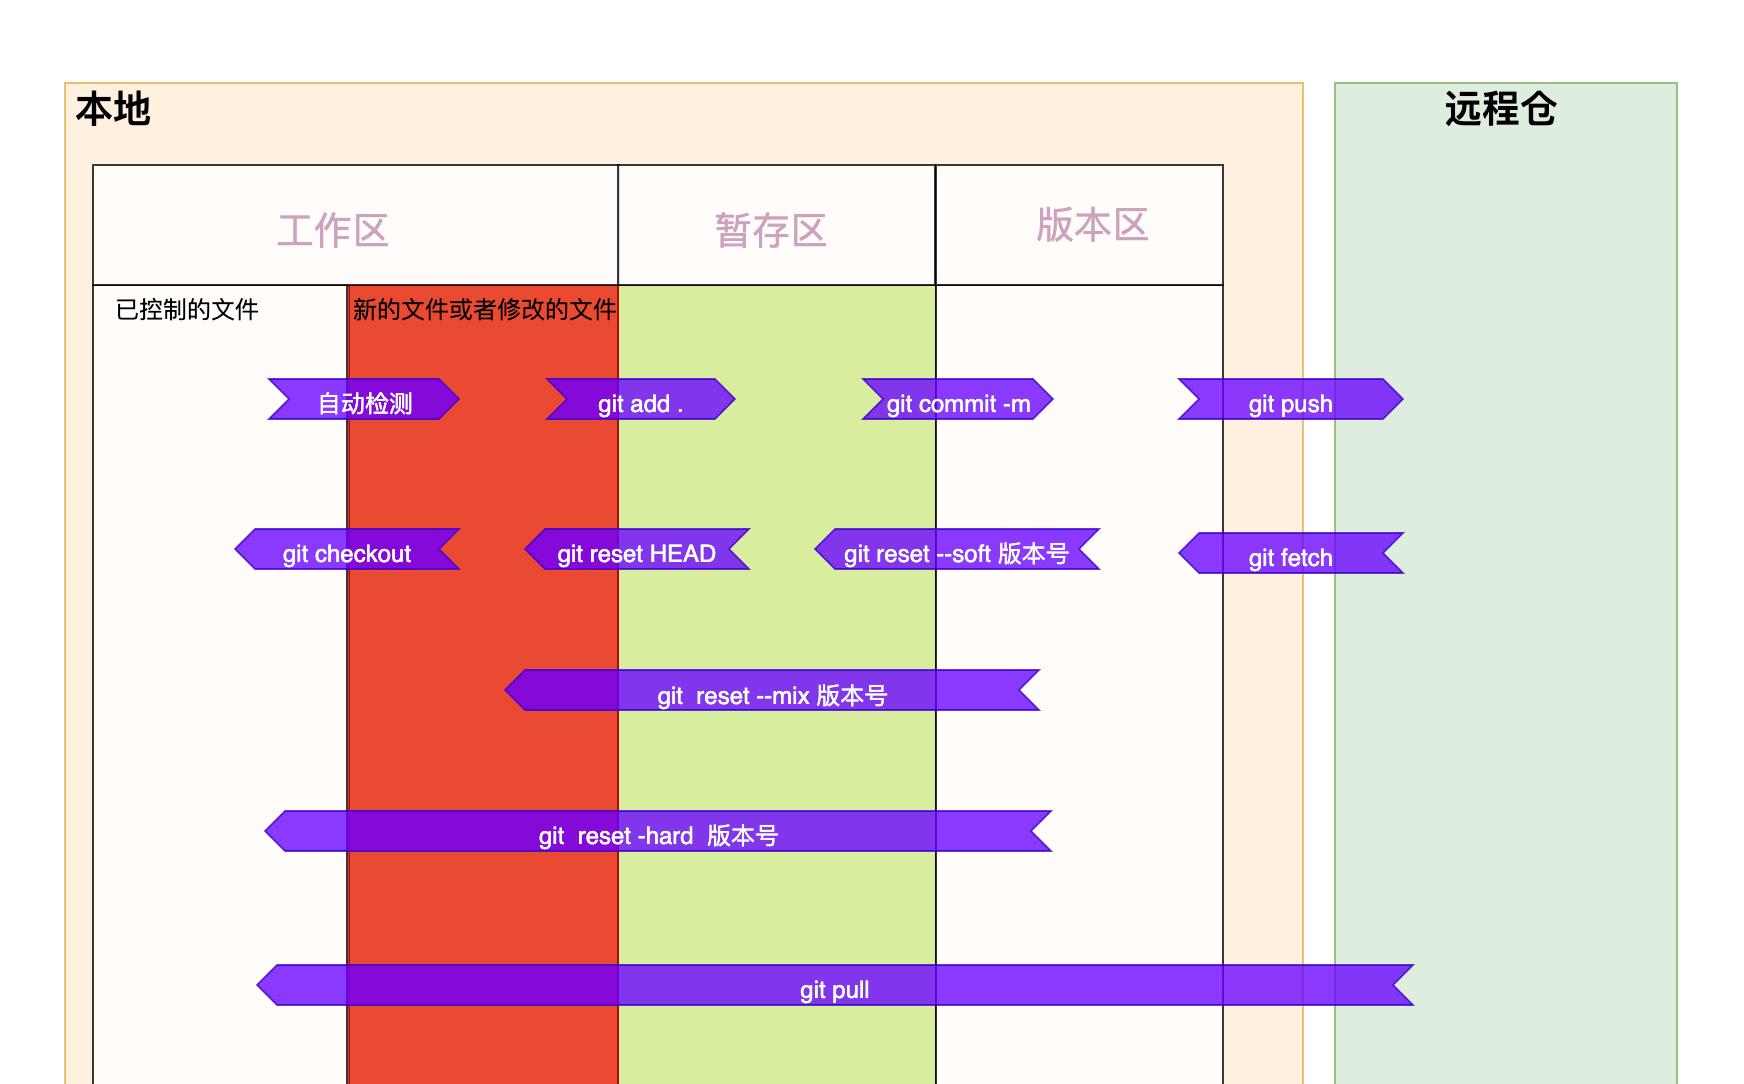 本地
远程仓
工作区
暂存区
版本区
已控制的文件
新的文件或者修改的文件
自动检测
git add .
git commit -m
git push
git checkout
git reset HEAD
git reset --soft 版本号
git fetch
git  reset --mix 版本号
git  reset -hard  版本号
git pull